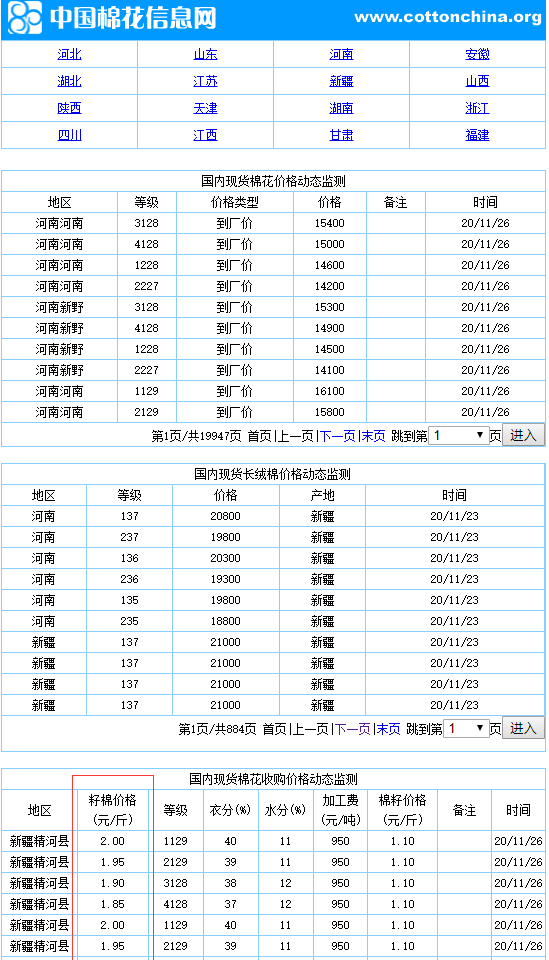 中国棉花信息网 www.cottonchina.org
河北 山东 河南 安徽
湖北 江苏 新疆 山西
陕西 天津 湖南 浙江
四川 江西 甘肃 福建
国内现货棉花价格动态监测
地区 等级 价格类型 价格 备注 时间
河南河南 3128 到厂价 15400 20/11/26
河南河南 4128 到厂价 15000 20/11/26
河南河南 1228 到厂价 14600 20/11/26
河南河南 2227 到厂价 14200 20/11/26
河南新野 3128 到厂价 15300 20/11/26
河南新野 4128 到厂价 14900 20/11/26
河南新野 1228 到厂价 14500 20/11/26
河南新野 2227 到厂价 14100 20/11/26
河南河南 1129 到厂价 16100 20/11/26
河南河南 2129 到厂价 15800 20/11/26
第1页/共19947页 首页|上一页|下一页|末页 跳到第 1 页 进入
国内现货长绒棉价格动态监测
地区 等级 价格 产地 时间
河南 137 20800 新疆 20/11/23
河南 237 19800 新疆 20/11/23
河南 136 20300 新疆 20/11/23
河南 236 19300 新疆 20/11/23
河南 135 19800 新疆 20/11/23
河南 235 18800 新疆 20/11/23
新疆 137 21000 新疆 20/11/23
新疆 137 21000 新疆 20/11/23
新疆 137 21000 新疆 20/11/23
新疆 137 21000 新疆 20/11/23
第1页/共884页 首页|上一页|下一页|末页 跳到第 1 页 进入
国内现货棉花收购价格动态监测
地区 籽棉价格(元/斤) 等级 衣分(%) 水分(%) 加工费(元/吨) 棉籽价格(元/斤) 备注 时间
新疆精河县 2.00 1129 40 11 950 1.10 20/11/26
新疆精河县 1.95 2129 39 11 950 1.10 20/11/26
新疆精河县 1.90 3128 38 12 950 1.10 20/11/26
新疆精河县 1.85 4128 37 12 950 1.10 20/11/26
新疆精河县 2.00 1129 40 11 950 1.10 20/11/26
新疆精河县 1.95 2129 39 11 950 1.10 20/11/26